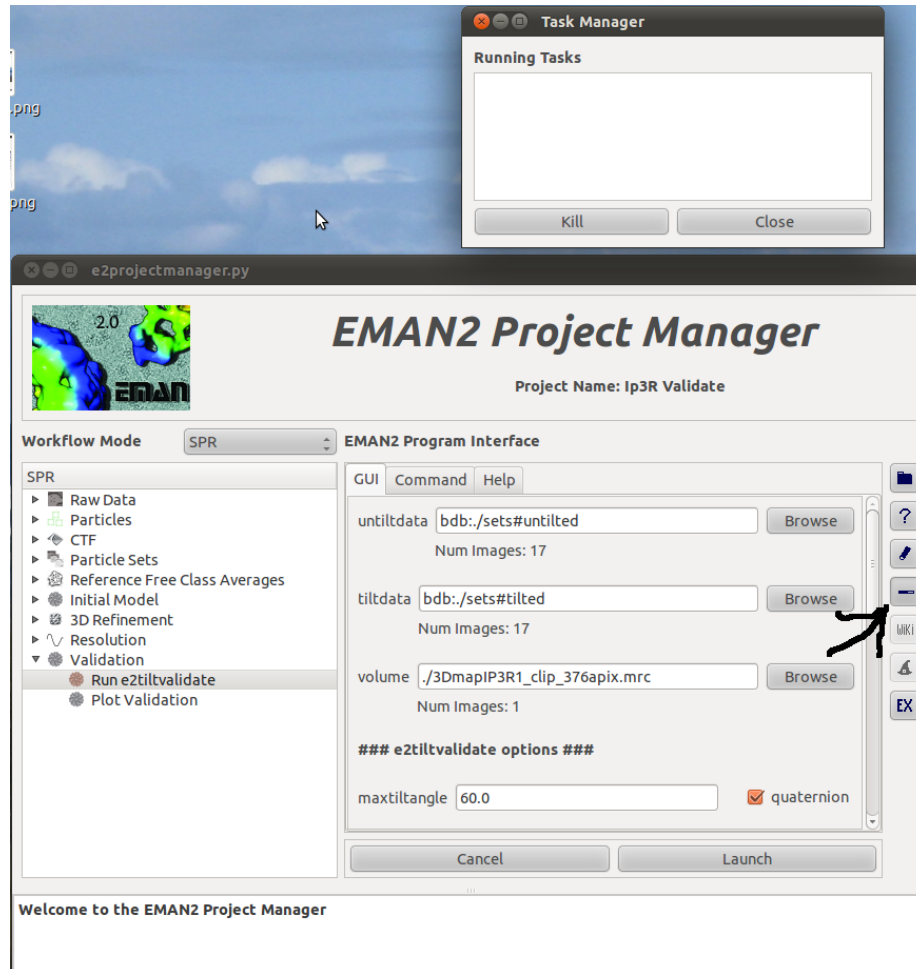 Task Manager
Running Tasks
.png
png
Kill Close
e2projectmanager.py
2.0
EMAN
EMAN2 Project Manager
Project Name: Ip3R Validate
Workflow Mode SPR EMAN2 Program Interface
SPR
Raw Data
Particles
CTF
Particle Sets
Reference Free Class Averages
Initial Model
3D Refinement
Resolution
Validation
Run e2tiltvalidate
Plot Validation
GUI Command Help
untiltdata bdb:./sets#untilted Browse
Num Images: 17
tiltdata bdb:./sets#tilted Browse
Num Images: 17
volume ./3DmapIP3R1_clip_376apix.mrc Browse
Num Images: 1
### e2tiltvalidate options ###
maxtiltangle 60.0 quaternion
Cancel Launch
?
WiKi
EX
Welcome to the EMAN2 Project Manager